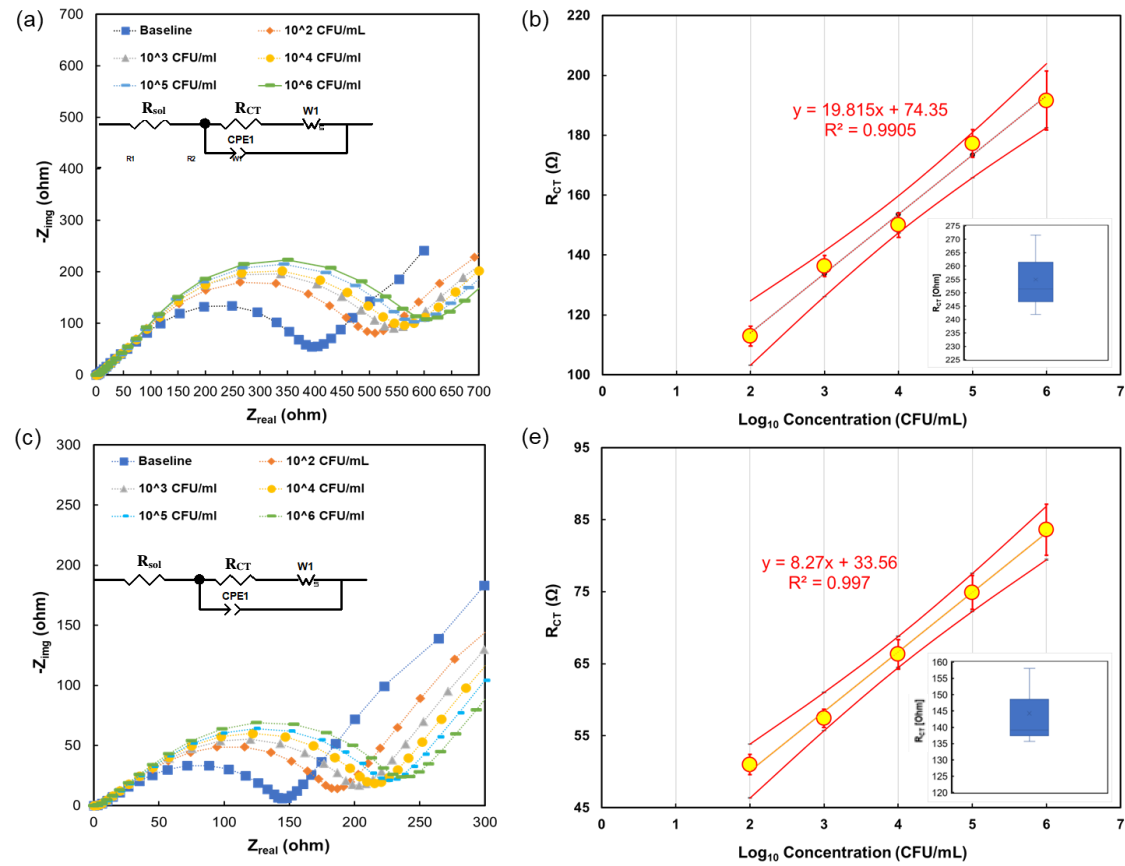 (a)
Baseline
10^2 CFU/mL
10^3 CFU/ml
10^4 CFU/ml
10^5 CFU/ml
10^6 CFU/ml
Rsol
RCT
W1
CPE1
R1
R2
W1
700
600
500
400
300
200
100
0
-Zimg (ohm)
0 50 100 150 200 250 300 350 400 450 500 550 600 650 700
Zreal (ohm)
(b)
y = 19.815x + 74.35
R² = 0.9905
220
200
180
160
140
120
100
RCT (Ω)
0 1 2 3 4 5 6 7
Log10 Concentration (CFU/mL)
275
270
265
260
255
250
245
240
235
230
225
(c)
Baseline
10^2 CFU/mL
10^3 CFU/ml
10^4 CFU/ml
10^5 CFU/ml
10^6 CFU/ml
Rsol
RCT
W1
CPE1
300
250
200
150
100
50
0
-Zimg (ohm)
0 50 100 150 200 250 300
Zreal (ohm)
(e)
y = 8.27x + 33.56
R² = 0.997
95
85
75
65
55
45
RCT (Ω)
0 1 2 3 4 5 6 7
Log10 Concentration (CFU/mL)
160
155
150
145
140
135
130
125
120
RCT [Ohm]